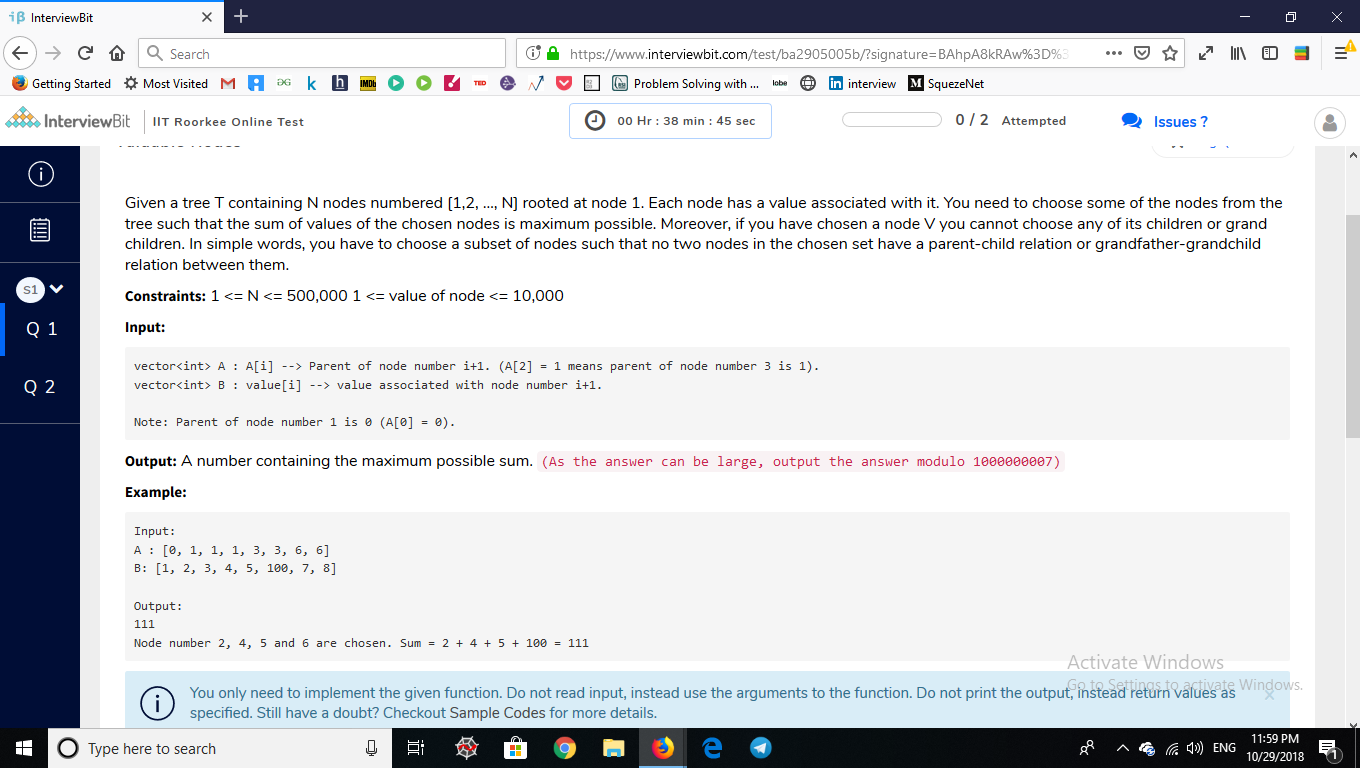 InterviewBit
Search
https://www.interviewbit.com/test/ba2905005b/?signature=BAhpA8kRAw%3D%3
Getting Started Most Visited k h IMDb TED Problem Solving with ... lobe interview M SqueezeNet
InterviewBit IIT Roorkee Online Test 00 Hr : 38 min : 45 sec 0 / 2 Attempted Issues ?
S1
Q 1
Q 2
Given a tree T containing N nodes numbered [1,2, ..., N] rooted at node 1. Each node has a value associated with it. You need to choose some of the nodes from the
tree such that the sum of values of the chosen nodes is maximum possible. Moreover, if you have chosen a node V you cannot choose any of its children or grand
children. In simple words, you have to choose a subset of nodes such that no two nodes in the chosen set have a parent-child relation or grandfather-grandchild
relation between them.
Constraints: 1 <= N <= 500,000 1 <= value of node <= 10,000
Input:
vector<int> A : A[i] --> Parent of node number i+1. (A[2] = 1 means parent of node number 3 is 1).
vector<int> B : value[i] --> value associated with node number i+1.
Note: Parent of node number 1 is 0 (A[0] = 0).
Output: A number containing the maximum possible sum. (As the answer can be large, output the answer modulo 1000000007)
Example:
Input:
A : [0, 1, 1, 1, 3, 3, 6, 6]
B: [1, 2, 3, 4, 5, 100, 7, 8]
Output:
111
Node number 2, 4, 5 and 6 are chosen. Sum = 2 + 4 + 5 + 100 = 111
Activate Windows
Go to Settings to activate Windows.
You only need to implement the given function. Do not read input, instead use the arguments to the function. Do not print the output, instead return values as
specified. Still have a doubt? Checkout Sample Codes for more details.
Type here to search
ENG
11:59 PM
10/29/2018
1